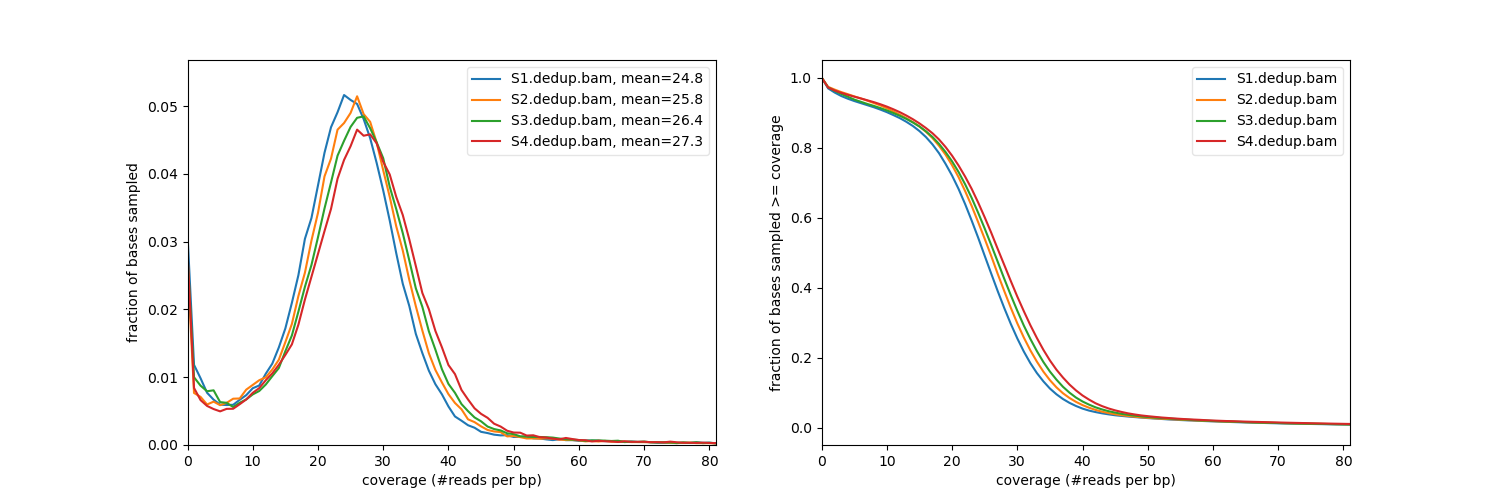 fraction of bases sampled
0.05
0.04
0.03
0.02
0.01
0.00
0 10 20 30 40 50 60 70 80
coverage (#reads per bp)
S1.dedup.bam, mean=24.8
S2.dedup.bam, mean=25.8
S3.dedup.bam, mean=26.4
S4.dedup.bam, mean=27.3
fraction of bases sampled >= coverage
1.0
0.8
0.6
0.4
0.2
0.0
0 10 20 30 40 50 60 70 80
coverage (#reads per bp)
S1.dedup.bam
S2.dedup.bam
S3.dedup.bam
S4.dedup.bam